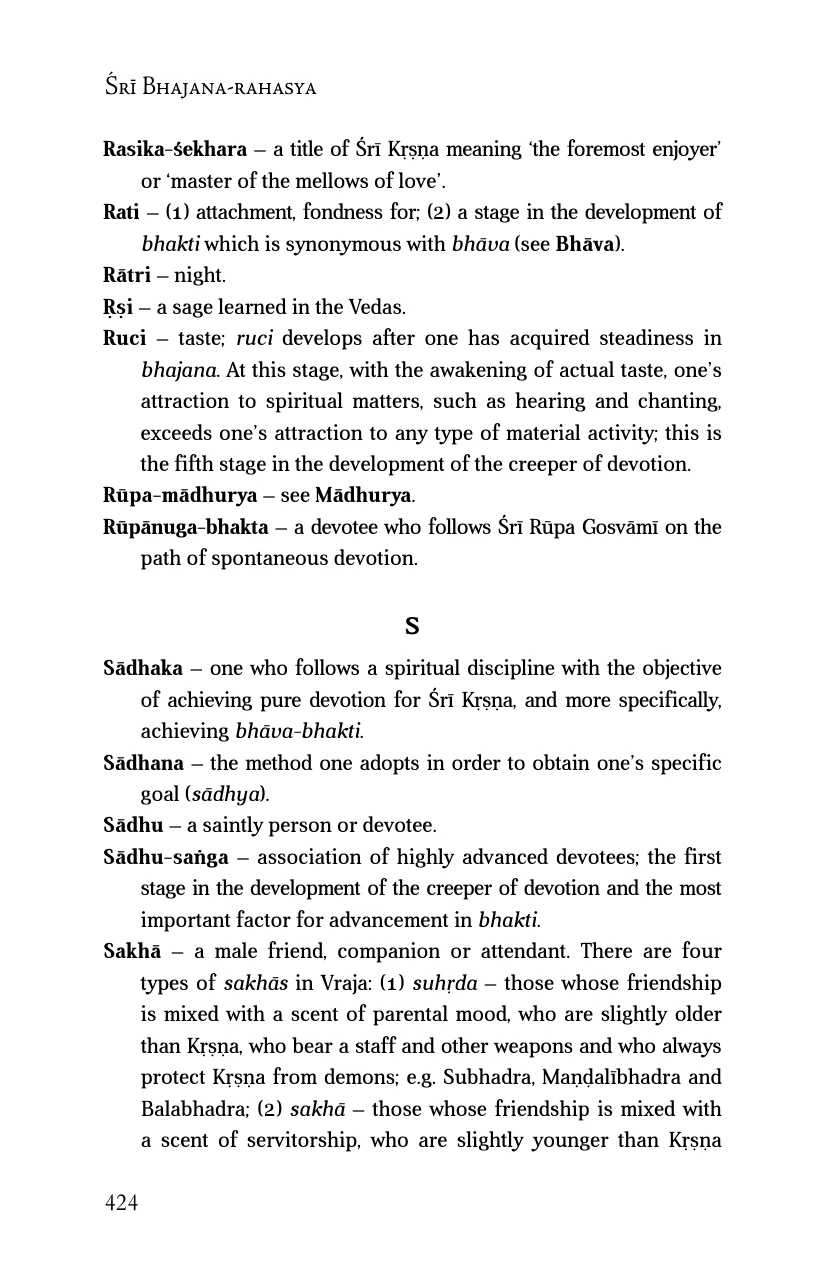 Śrī Bhajana-rahasya
Rasika-śekhara – a title of Śrī Kṛṣṇa meaning ‘the foremost enjoyer’
or ‘master of the mellows of love’.
Rati – (1) attachment, fondness for; (2) a stage in the development of
bhakti which is synonymous with bhāva (see Bhāva).
Rātri – night.
Ṛṣi – a sage learned in the Vedas.
Ruci – taste; ruci develops after one has acquired steadiness in
bhajana. At this stage, with the awakening of actual taste, one’s
attraction to spiritual matters, such as hearing and chanting,
exceeds one’s attraction to any type of material activity; this is
the fifth stage in the development of the creeper of devotion.
Rūpa-mādhurya – see Mādhurya.
Rūpānuga-bhakta – a devotee who follows Śrī Rūpa Gosvāmī on the
path of spontaneous devotion.
S
Sādhaka – one who follows a spiritual discipline with the objective
of achieving pure devotion for Śrī Kṛṣṇa, and more specifically,
achieving bhāva-bhakti.
Sādhana – the method one adopts in order to obtain one’s specific
goal (sādhya).
Sādhu – a saintly person or devotee.
Sādhu-saṅga – association of highly advanced devotees; the first
stage in the development of the creeper of devotion and the most
important factor for advancement in bhakti.
Sakhā – a male friend, companion or attendant. There are four
types of sakhās in Vraja: (1) suhṛda – those whose friendship
is mixed with a scent of parental mood, who are slightly older
than Kṛṣṇa, who bear a staff and other weapons and who always
protect Kṛṣṇa from demons; e.g. Subhadra, Maṇḍalībhadra and
Balabhadra; (2) sakhā – those whose friendship is mixed with
a scent of servitorship, who are slightly younger than Kṛṣṇa
424